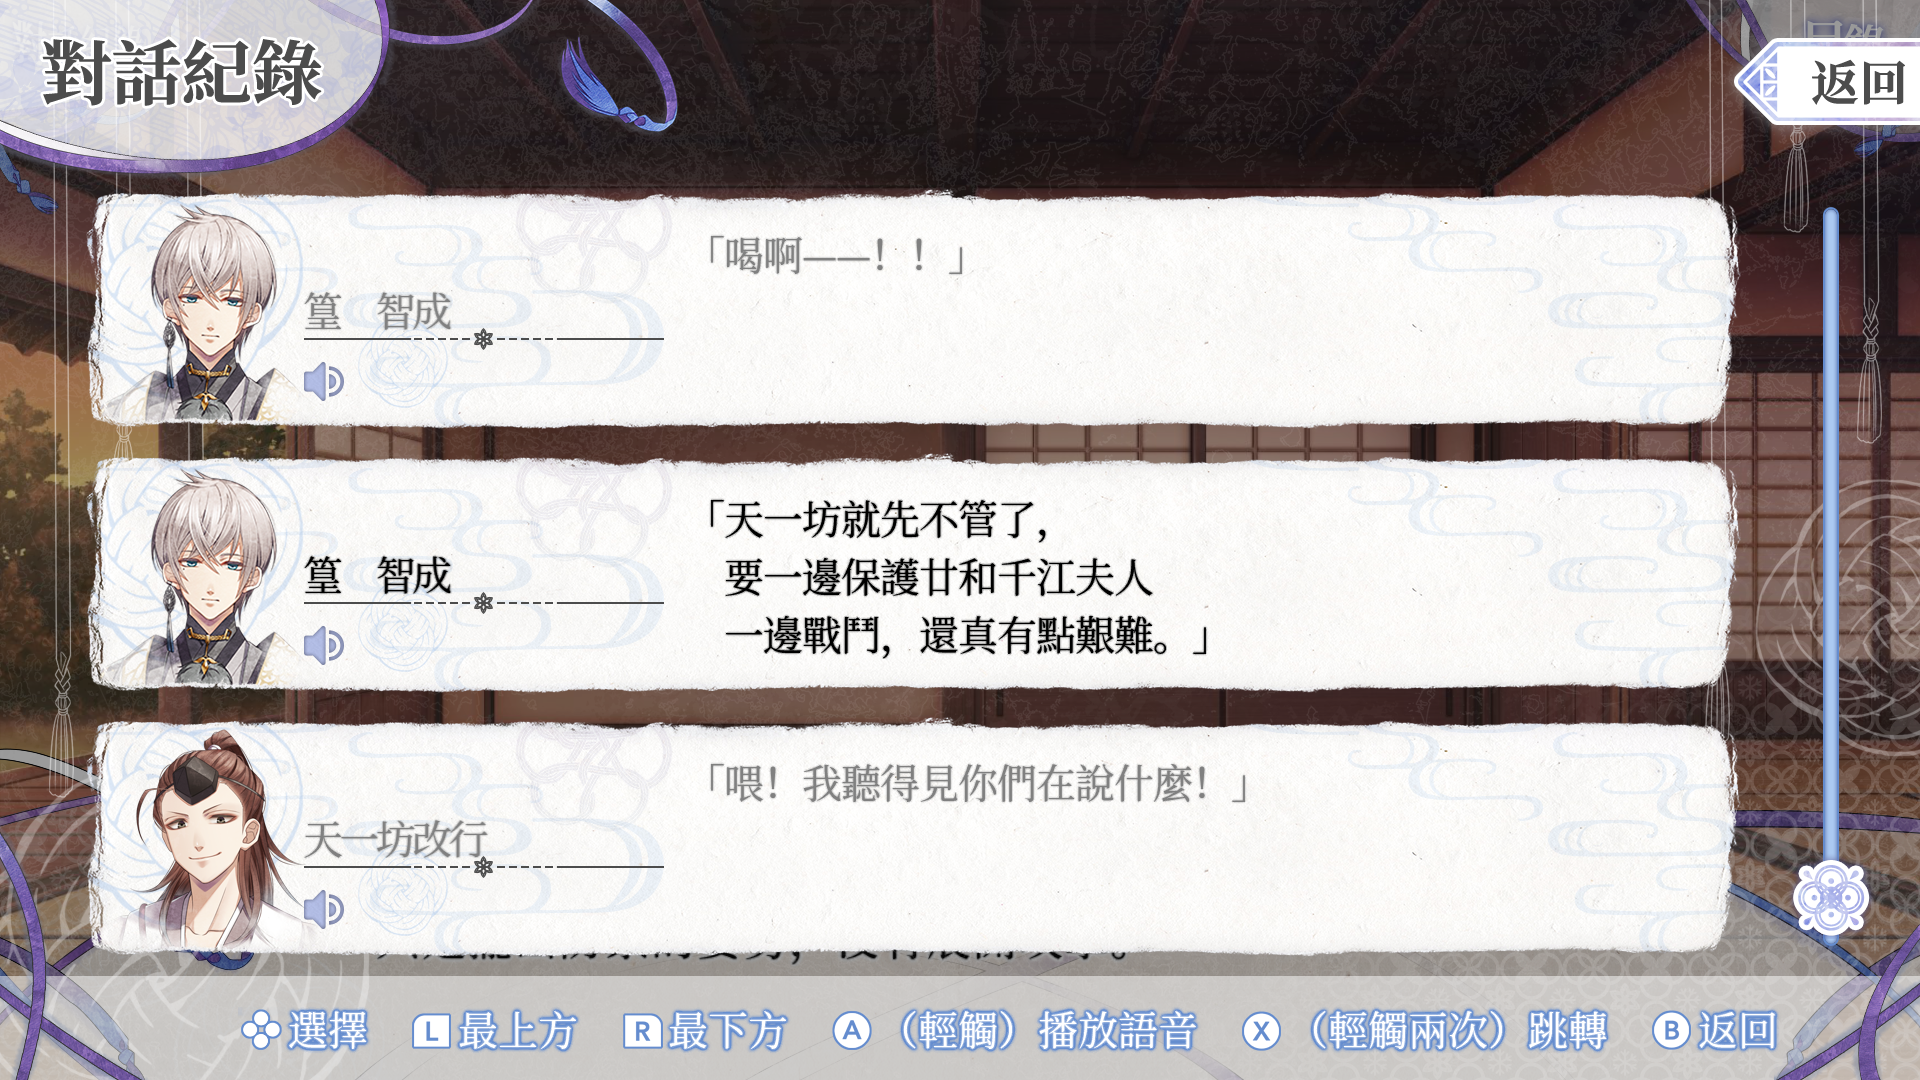 對話紀錄
返回
篁　智成
「喝啊——！！」
篁　智成
「天一坊就先不管了，
要一邊保護廿和千江夫人
一邊戰鬥，還真有點艱難。」
天一坊改行
「喂！我聽得見你們在說什麼！」
選擇
L 最上方
R 最下方
A （輕觸）播放語音
X （輕觸兩次）跳轉
B 返回